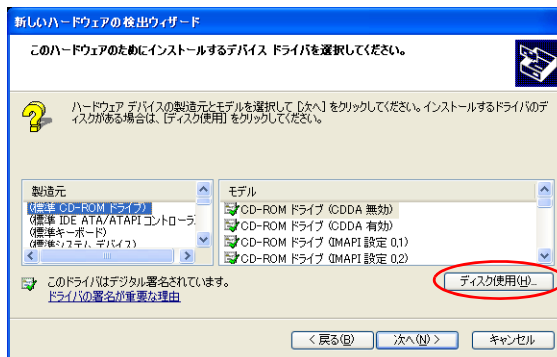 新しいハードウェアの検出ウィザード
このハードウェアのためにインストールするデバイス ドライバを選択してください。
ハードウェア デバイスの製造元とモデルを選択して [次へ] をクリックしてください。インストールするドライバのデ
ィスクがある場合は、[ディスク使用] をクリックしてください。
製造元
(標準 CD-ROM ドライブ)
(標準 IDE ATA/ATAPI コントローラ
(標準キーボード)
(標準システム デバイス)
モデル
CD-ROM ドライブ (CDDA 無効)
CD-ROM ドライブ (CDDA 有効)
CD-ROM ドライブ (IMAPI 設定 0,1)
CD-ROM ドライブ (IMAPI 設定 0,2)
このドライバはデジタル署名されています。
ドライバの署名が重要な理由
ディスク使用(H)...
< 戻る(B)
次へ(N) >
キャンセル